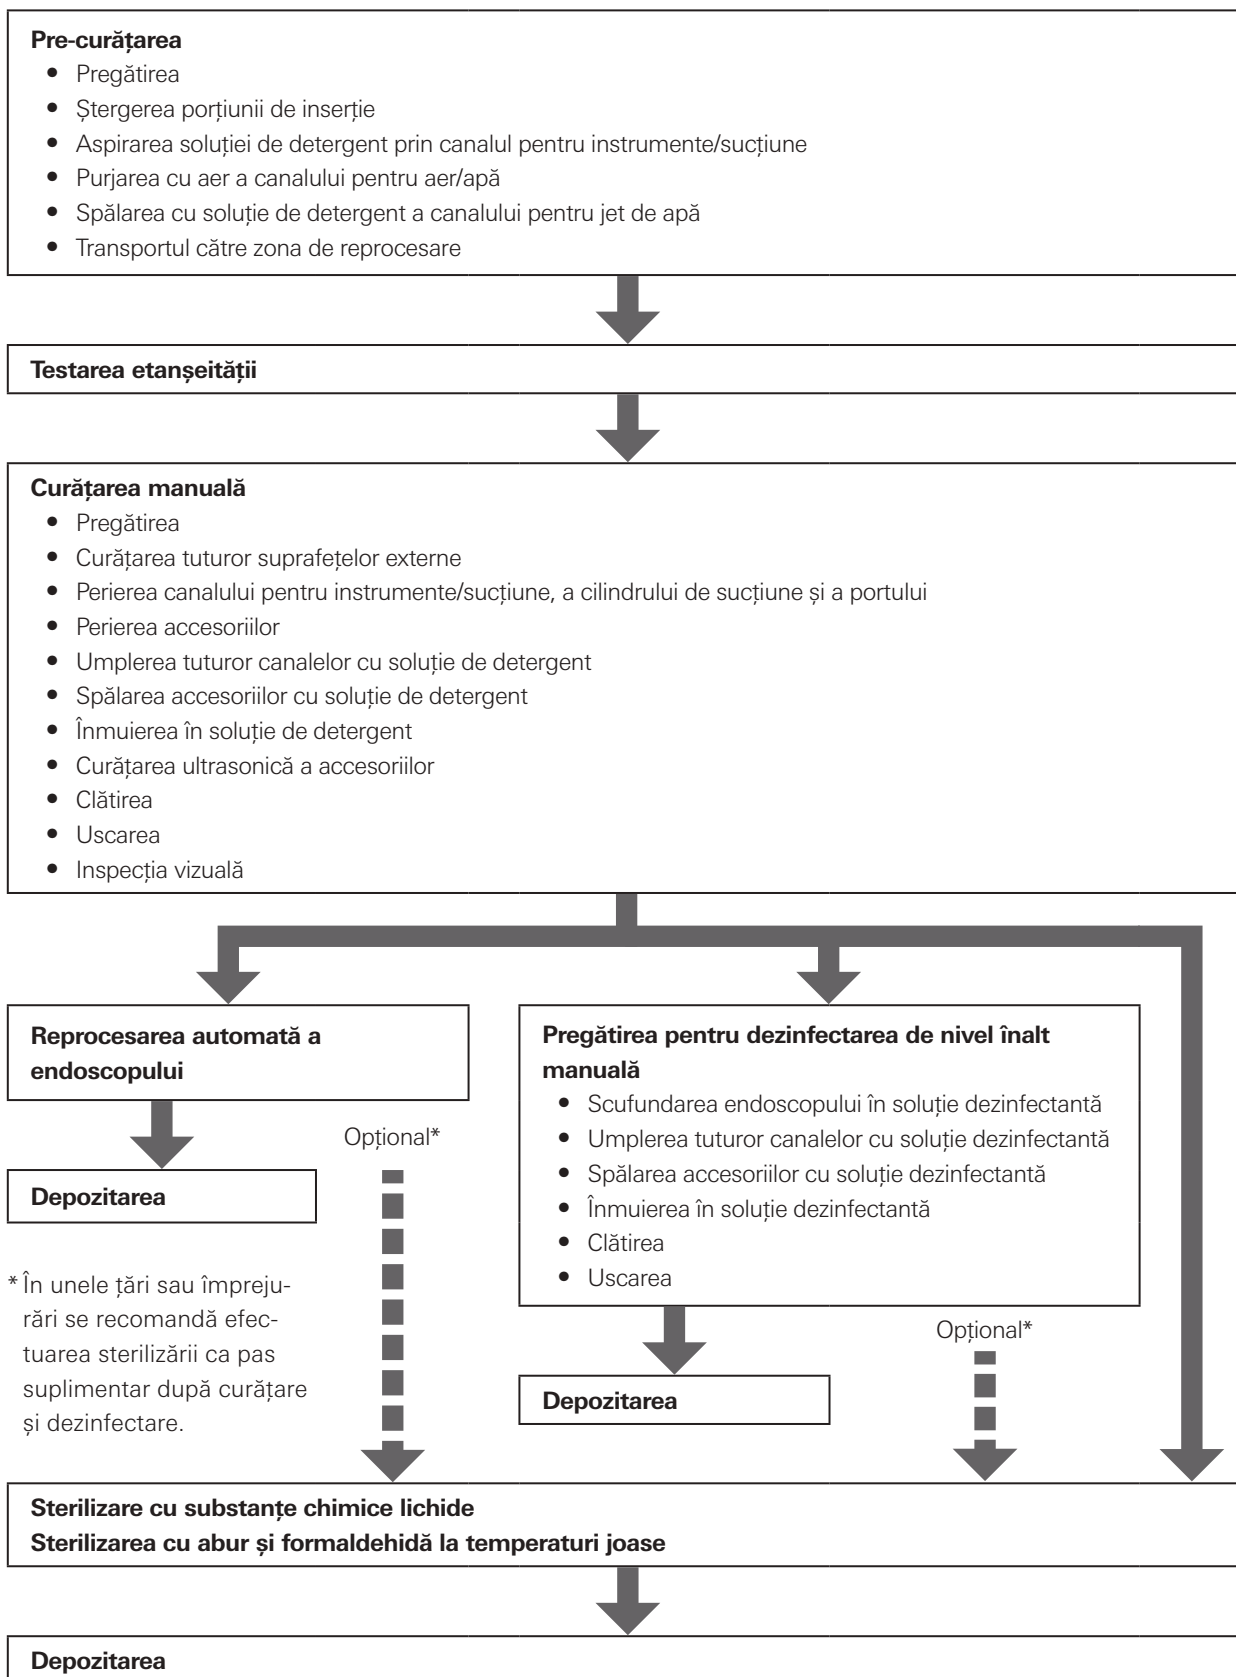 Pre-curățarea
• Pregătirea
• Ștergerea porțiunii de inserție
• Aspirarea soluției de detergent prin canalul pentru instrumente/sucțiune
• Purjarea cu aer a canalului pentru aer/apă
• Spălarea cu soluție de detergent a canalului pentru jet de apă
• Transportul către zona de reprocesare
Testarea etanșeității
Curățarea manuală
• Pregătirea
• Curățarea tuturor suprafețelor externe
• Perierea canalului pentru instrumente/sucțiune, a cilindrului de sucțiune și a portului
• Perierea accesoriilor
• Umplerea tuturor canalelor cu soluție de detergent
• Spălarea accesoriilor cu soluție de detergent
• Înmuierea în soluție de detergent
• Curățarea ultrasonică a accesoriilor
• Clătirea
• Uscarea
• Inspecția vizuală
Reprocesarea automată a
endoscopului
Opțional*
Depozitarea
* În unele țări sau împreju-
rări se recomandă efec-
tuarea sterilizării ca pas
suplimentar după curățare
și dezinfectare.
Pregătirea pentru dezinfectarea de nivel înalt
manuală
• Scufundarea endoscopului în soluție dezinfectantă
• Umplerea tuturor canalelor cu soluție dezinfectantă
• Spălarea accesoriilor cu soluție dezinfectantă
• Înmuierea în soluție dezinfectantă
• Clătirea
• Uscarea
Opțional*
Depozitarea
Sterilizare cu substanțe chimice lichide
Sterilizarea cu abur și formaldehidă la temperaturi joase
Depozitarea